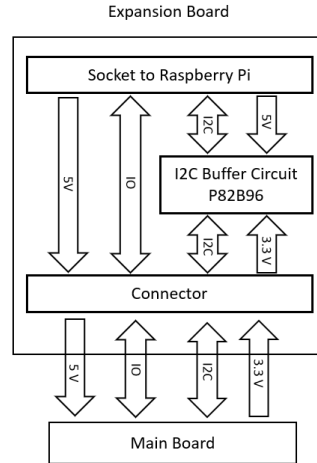 Expansion Board
Socket to Raspberry Pi
5V
IO
I2C
5V
I2C Buffer Circuit
P82B96
I2C
3.3 V
Connector
5 V
IO
I2C
3.3 V
Main Board